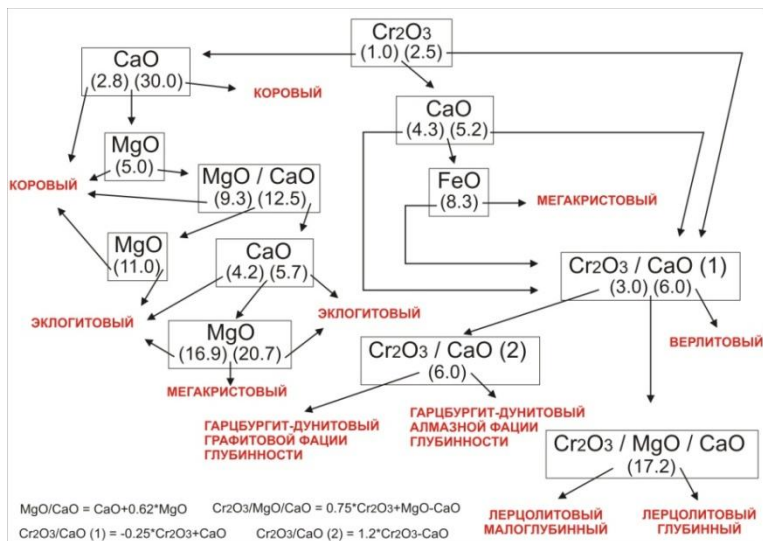 Cr2O3
(1.0) (2.5)
CaO
(2.8) (30.0)
КОРОВЫЙ
CaO
(4.3) (5.2)
MgO
(5.0)
КОРОВЫЙ
MgO / CaO
(9.3) (12.5)
FeO
(8.3)
МЕГАКРИСТОВЫЙ
MgO
(11.0)
CaO
(4.2) (5.7)
Cr2O3 / CaO (1)
(3.0) (6.0)
ЭКЛОГИТОВЫЙ
ЭКЛОГИТОВЫЙ
MgO
(16.9) (20.7)
Cr2O3 / CaO (2)
(6.0)
ВЕРЛИТОВЫЙ
МЕГАКРИСТОВЫЙ
ГАРЦБУРГИТ-ДУНИТОВЫЙ
ГРАФИТОВОЙ ФАЦИИ
ГЛУБИННОСТИ
ГАРЦБУРГИТ-ДУНИТОВЫЙ
АЛМАЗНОЙ ФАЦИИ
ГЛУБИННОСТИ
Cr2O3 / MgO / CaO
(17.2)
ЛЕРЦОЛИТОВЫЙ
МАЛОГЛУБИННЫЙ
ЛЕРЦОЛИТОВЫЙ
ГЛУБИННЫЙ
MgO/CaO = CaO+0.62*MgO
Cr2O3/MgO/CaO = 0.75*Cr2O3+MgO-CaO
Cr2O3/CaO (1) = -0.25*Cr2O3+CaO
Cr2O3/CaO (2) = 1.2*Cr2O3-CaO